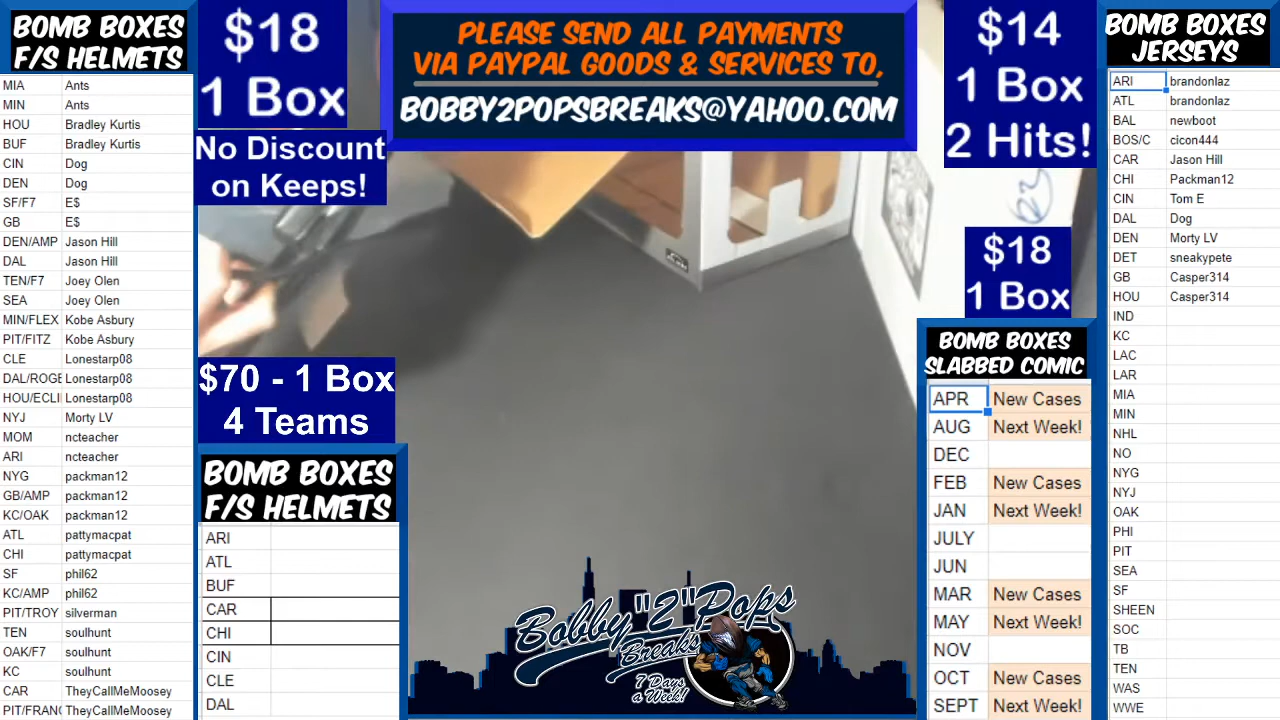 BOMB BOXES
F/S HELMETS
MIA Ants
MIN Ants
HOU Bradley Kurtis
BUF Bradley Kurtis
CIN Dog
DEN Dog
SF/F7 E$
GB E$
DEN/AMP Jason Hill
DAL Jason Hill
TEN/F7 Joey Olen
SEA Joey Olen
MIN/FLEX Kobe Asbury
PIT/FITZ Kobe Asbury
CLE Lonestarp08
DAL/ROGE Lonestarp08
HOU/ECLI Lonestarp08
NYJ Morty LV
MOM ncteacher
ARI ncteacher
NYG packman12
GB/AMP packman12
KC/OAK packman12
ATL pattymacpat
CHI pattymacpat
SF phil62
KC/AMP phil62
PIT/TROY silverman
TEN soulhunt
OAK/F7 soulhunt
KC soulhunt
CAR TheyCallMeMoosey
PIT/FRANC TheyCallMeMoosey
$18
1 Box
No Discount
on Keeps!
$70 - 1 Box
4 Teams
BOMB BOXES
F/S HELMETS
ARI
ATL
BUF
CAR
CHI
CIN
CLE
DAL
PLEASE SEND ALL PAYMENTS
VIA PAYPAL GOODS & SERVICES TO,
BOBBY2POPSBREAKS@YAHOO.COM
Bobby "2" Pops
Breaks
7 Days
a Week!
$14
1 Box
2 Hits!
23
$18
1 Box
BOMB BOXES
SLABBED COMIC
APR New Cases
AUG Next Week!
DEC
FEB New Cases
JAN Next Week!
JULY
JUN
MAR New Cases
MAY Next Week!
NOV
OCT New Cases
SEPT Next Week!
BOMB BOXES
JERSEYS
ARI brandonlaz
ATL brandonlaz
BAL newboot
BOS/C cicon444
CAR Jason Hill
CHI Packman12
CIN Tom E
DAL Dog
DEN Morty LV
DET sneakypete
GB Casper314
HOU Casper314
IND
KC
LAC
LAR
MIA
MIN
NHL
NO
NYG
NYJ
OAK
PHI
PIT
SEA
SF
SHEEN
SOC
TB
TEN
WAS
WWE